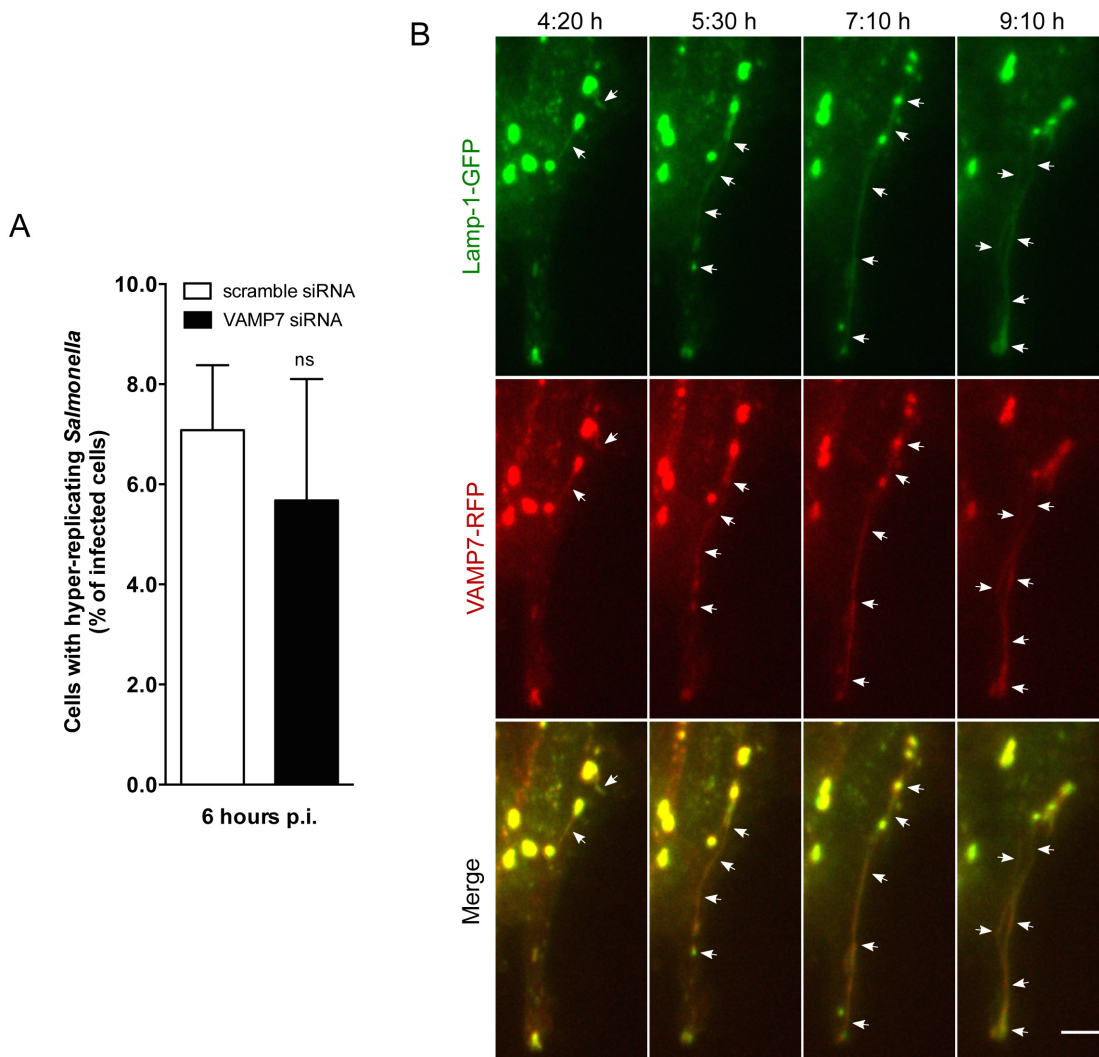 A
10.0
8.0
6.0
4.0
2.0
0.0
Cells with hyper-replicating Salmonella
(% of infected cells)
scramble siRNA
VAMP7 siRNA
ns
6 hours p.i.
B
4:20 h
5:30 h
7:10 h
9:10 h
Lamp-1-GFP
VAMP7-RFP
Merge